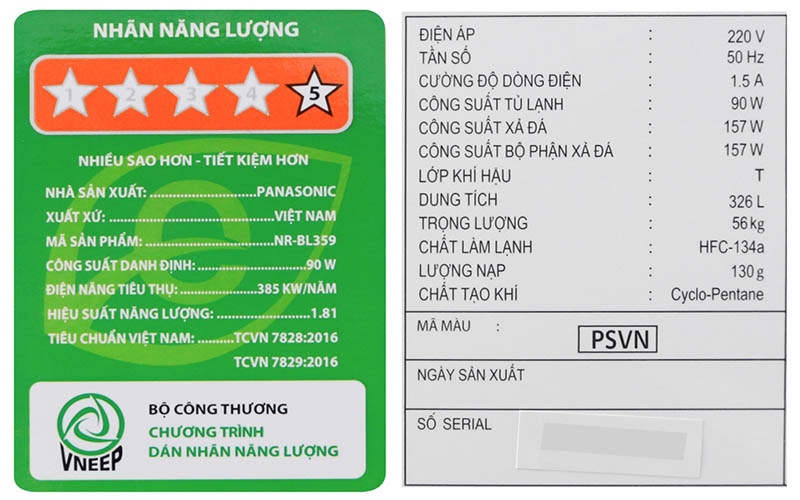 NHÃN NĂNG LƯỢNG
1 2 3 4 5
NHIỀU SAO HƠN - TIẾT KIỆM HƠN
NHÀ SẢN XUẤT:..............................PANASONIC
XUẤT XỨ: ........................................VIỆT NAM
MÃ SẢN PHẨM: .............................NR-BL359
CÔNG SUẤT DANH ĐỊNH: ....................90 W
ĐIỆN NĂNG TIÊU THỤ: ..............385 KW/NĂM
HIỆU SUẤT NĂNG LƯỢNG: .....................1.81
TIÊU CHUẨN VIỆT NAM: ..........TCVN 7828:2016
TCVN 7829:2016
VNEEP
BỘ CÔNG THƯƠNG
CHƯƠNG TRÌNH
DÁN NHÃN NĂNG LƯỢNG
ĐIỆN ÁP : 220 V
TẦN SỐ : 50 Hz
CƯỜNG ĐỘ DÒNG ĐIỆN : 1.5 A
CÔNG SUẤT TỦ LẠNH : 90 W
CÔNG SUẤT XẢ ĐÁ : 157 W
CÔNG SUẤT BỘ PHẬN XẢ ĐÁ : 157 W
LỚP KHÍ HẬU : T
DUNG TÍCH : 326 L
TRỌNG LƯỢNG : 56 kg
CHẤT LÀM LẠNH : HFC-134a
LƯỢNG NẠP : 130 g
CHẤT TẠO KHÍ : Cyclo-Pentane
MÃ MÀU : PSVN
NGÀY SẢN XUẤT
SỐ SERIAL